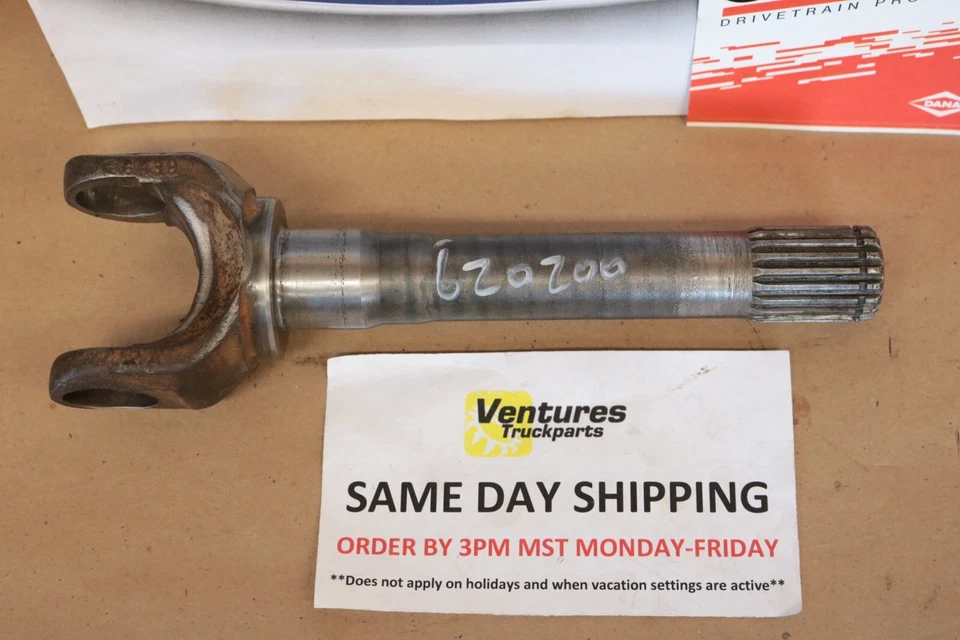 DRIVETRAIN PRO
DANA
620200
Ventures
Truckparts
SAME DAY SHIPPING
ORDER BY 3PM MST MONDAY-FRIDAY
**Does not apply on holidays and when vacation settings are active**